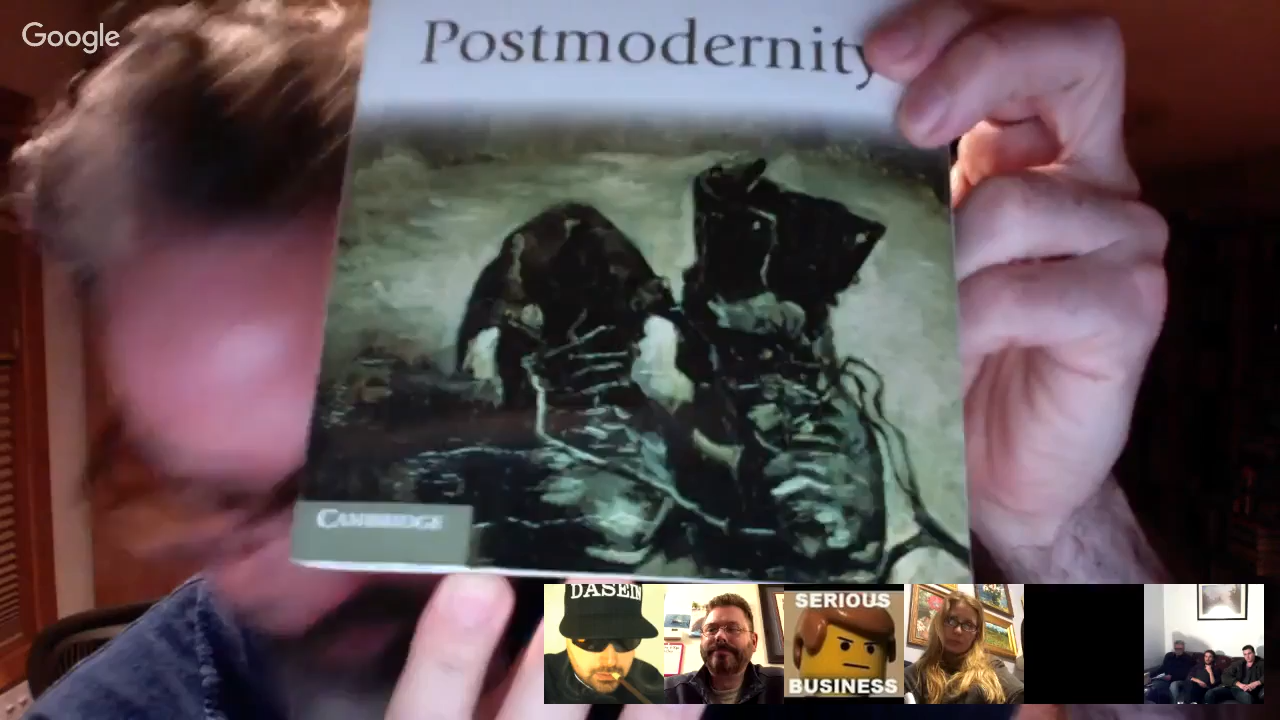 Google
Postmodernity
CAMBRIDGE
DASEIN
SERIOUS
BUSINESS